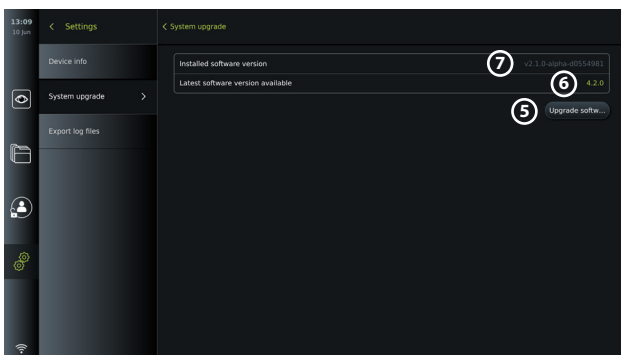 13:09
10 Jun
Settings
System upgrade
Device info
System upgrade
Export log files
Installed software version
7
v2.1.0-alpha-d0554981
Latest software version available
6
4.2.0
5
Upgrade softw...